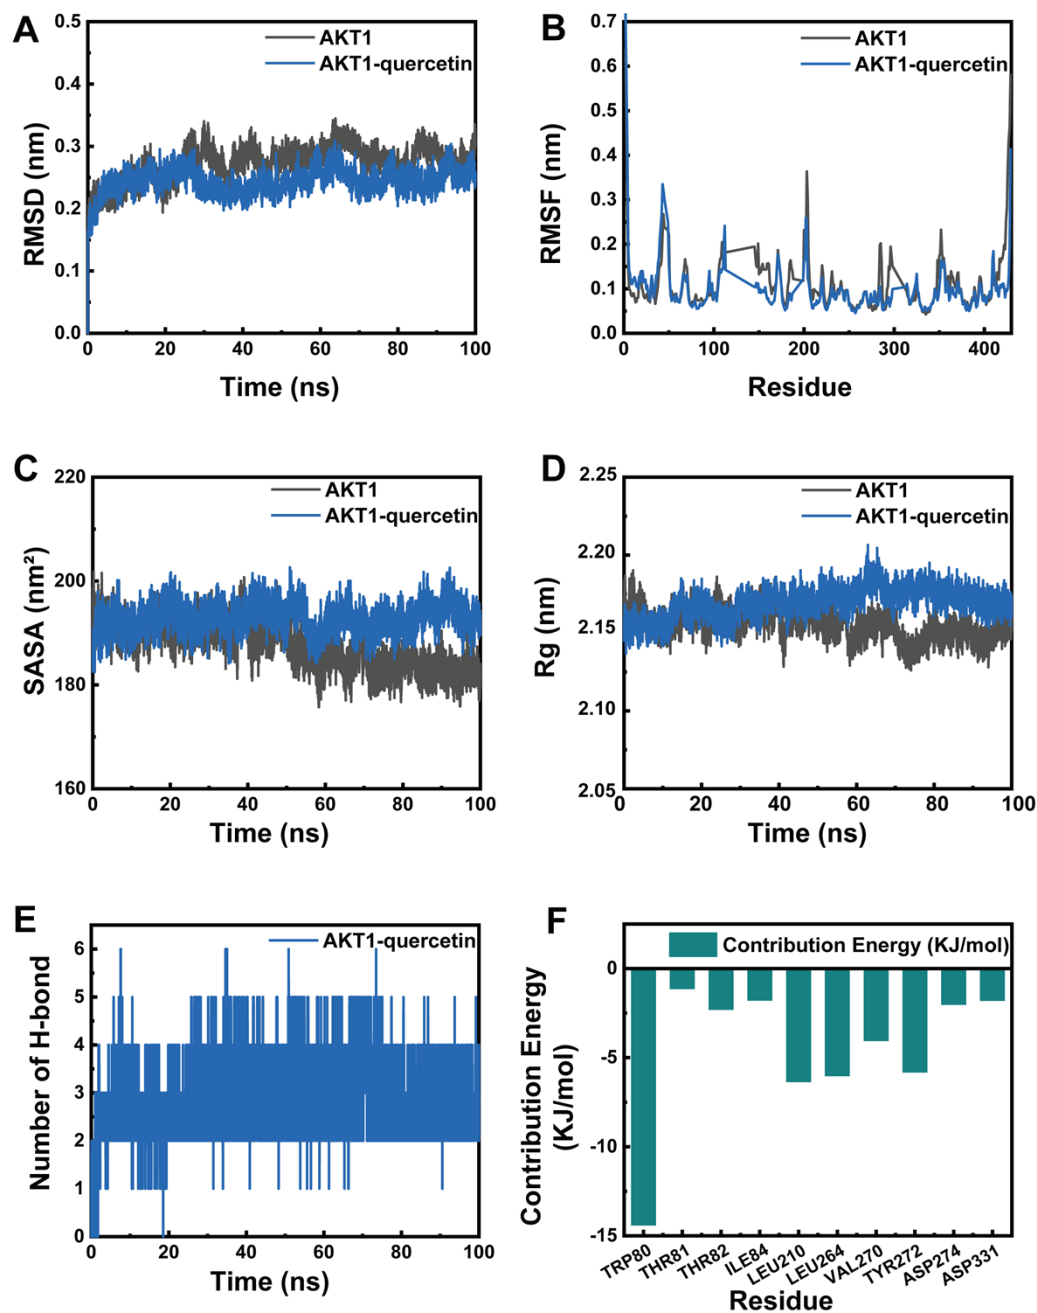 A
RMSD (nm)
0.5
0.4
0.3
0.2
0.1
0.0
AKT1
AKT1-quercetin
0 20 40 60 80 100
Time (ns)
B
RMSF (nm)
0.7
0.6
0.5
0.4
0.3
0.2
0.1
0.0
AKT1
AKT1-quercetin
0 100 200 300 400
Residue
C
SASA (nm²)
220
200
180
160
AKT1
AKT1-quercetin
0 20 40 60 80 100
Time (ns)
D
Rg (nm)
2.25
2.20
2.15
2.10
2.05
AKT1
AKT1-quercetin
0 20 40 60 80 100
Time (ns)
E
Number of H-bond
6
5
4
3
2
1
0
AKT1-quercetin
0 20 40 60 80 100
Time (ns)
F
Contribution Energy
(KJ/mol)
0
-5
-10
-15
Contribution Energy (KJ/mol)
TRP80 THR81 THR82 ILE84 LEU210 LEU264 VAL270 TYR272 ASP274 ASP331
Residue